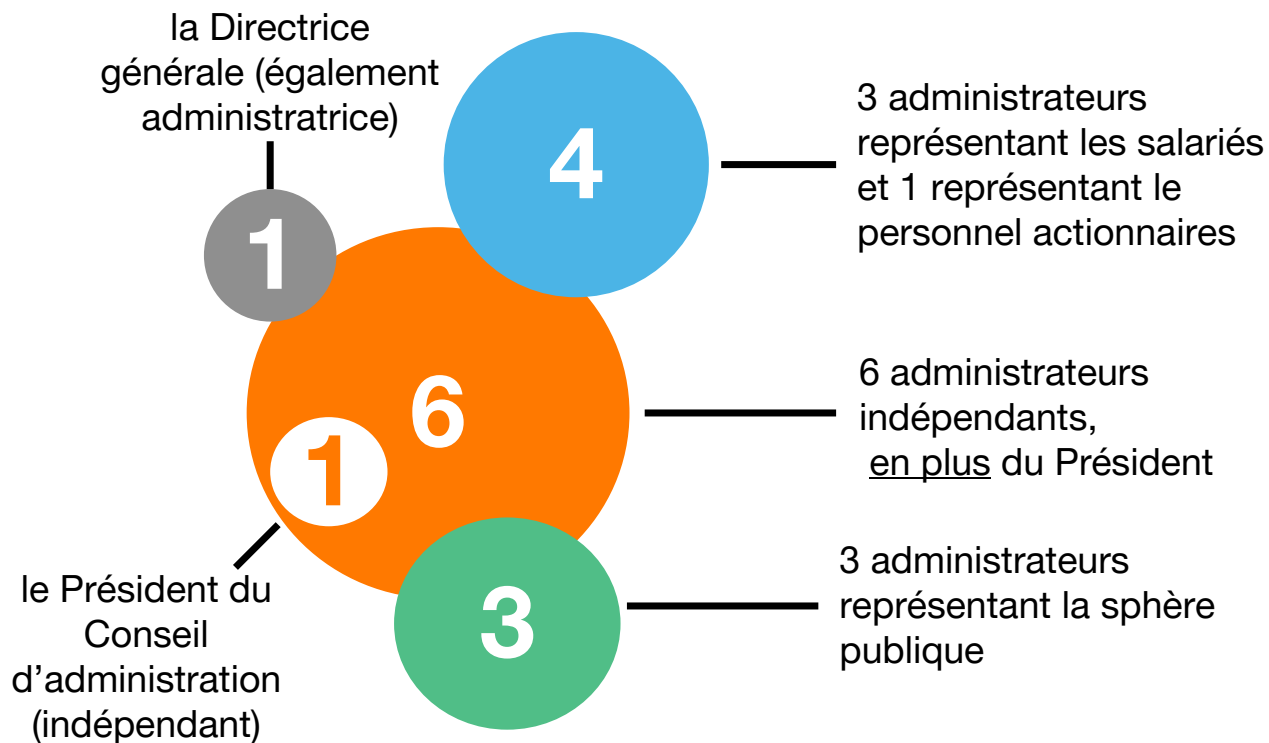 la Directrice
générale (également
administratrice)
1
4
3 administrateurs
représentant les salariés
et 1 représentant le
personnel actionnaires
6
6 administrateurs
indépendants,
en plus du Président
1
le Président du
Conseil
d’administration
(indépendant)
3
3 administrateurs
représentant la sphère
publique